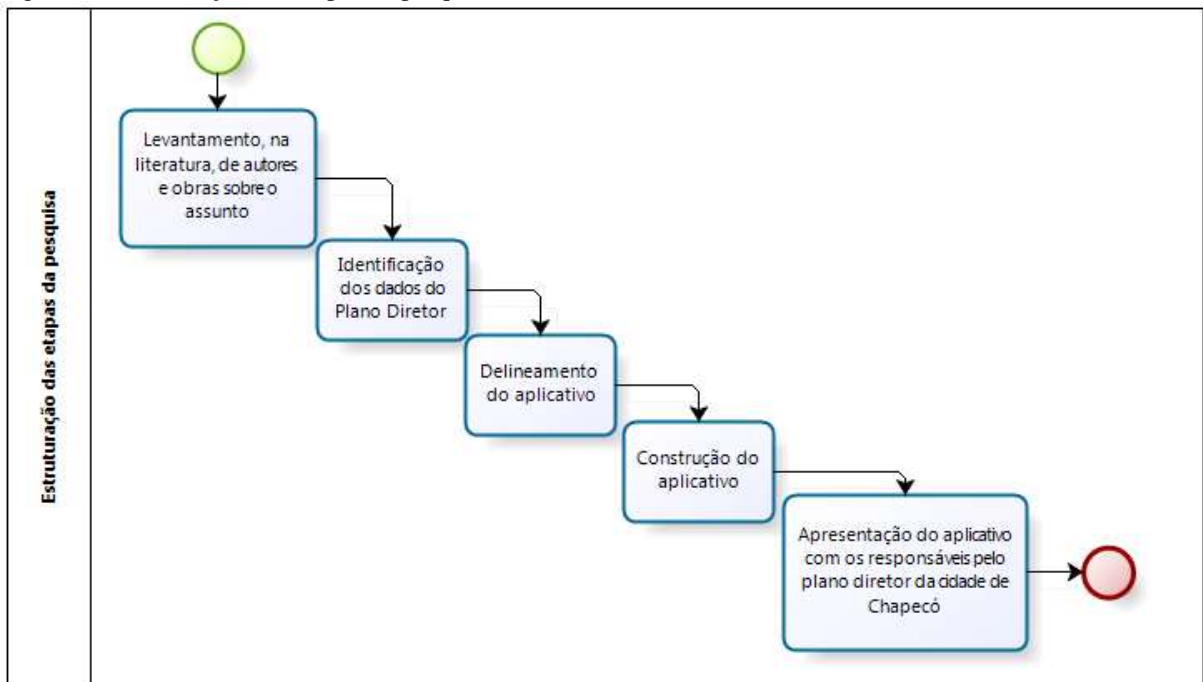 Estruturação das etapas da pesquisa
Levantamento, na
literatura, de autores
e obras sobre o
assunto
Identificação
dos dados do
Plano Diretor
Delineamento
do aplicativo
Construção do
aplicativo
Apresentação do aplicativo
com os responsáveis pelo
plano diretor da cidade de
Chapecó